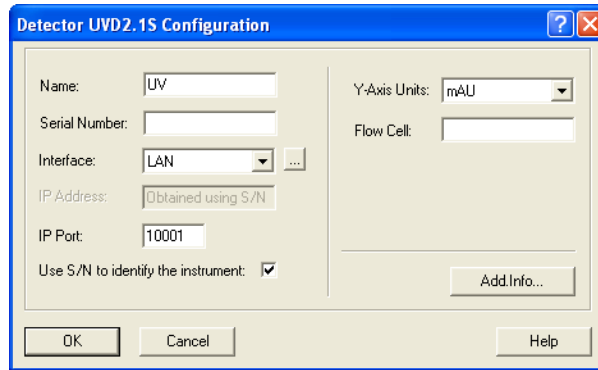 Detector UVD2.1S Configuration
Name: UV
Serial Number:
Interface: LAN ...
IP Address: Obtained using S/N
IP Port: 10001
Use S/N to identify the instrument:
Y-Axis Units: mAU
Flow Cell:
Add.Info...
OK Cancel Help